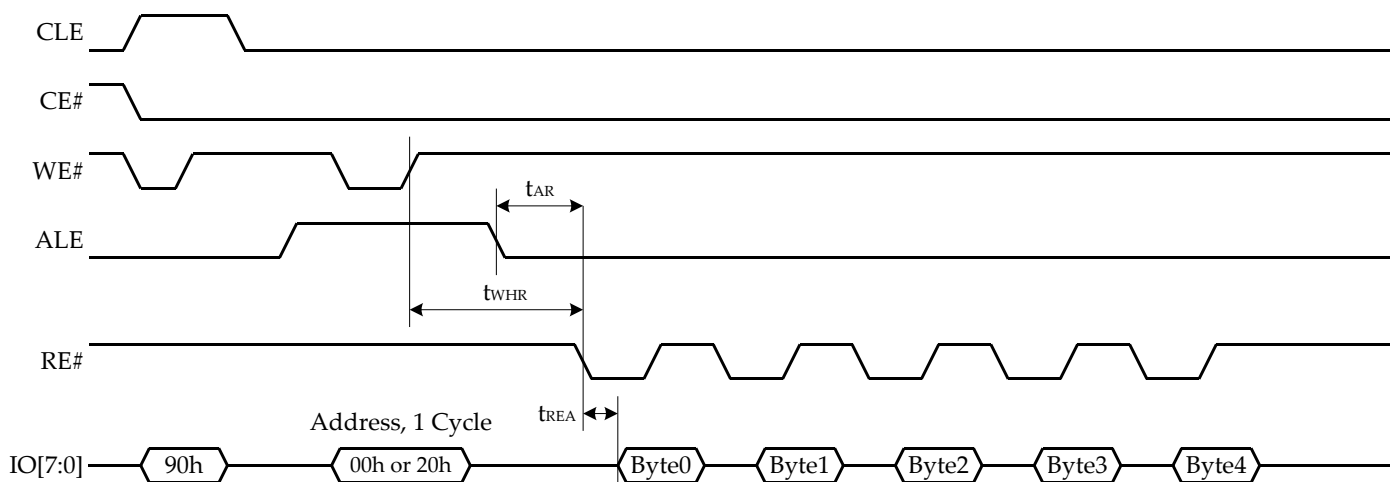 CLE
CE#
WE#
tAR
ALE
tWHR
RE#
tREA
Address, 1 Cycle
IO[7:0] 90h 00h or 20h Byte0 Byte1 Byte2 Byte3 Byte4